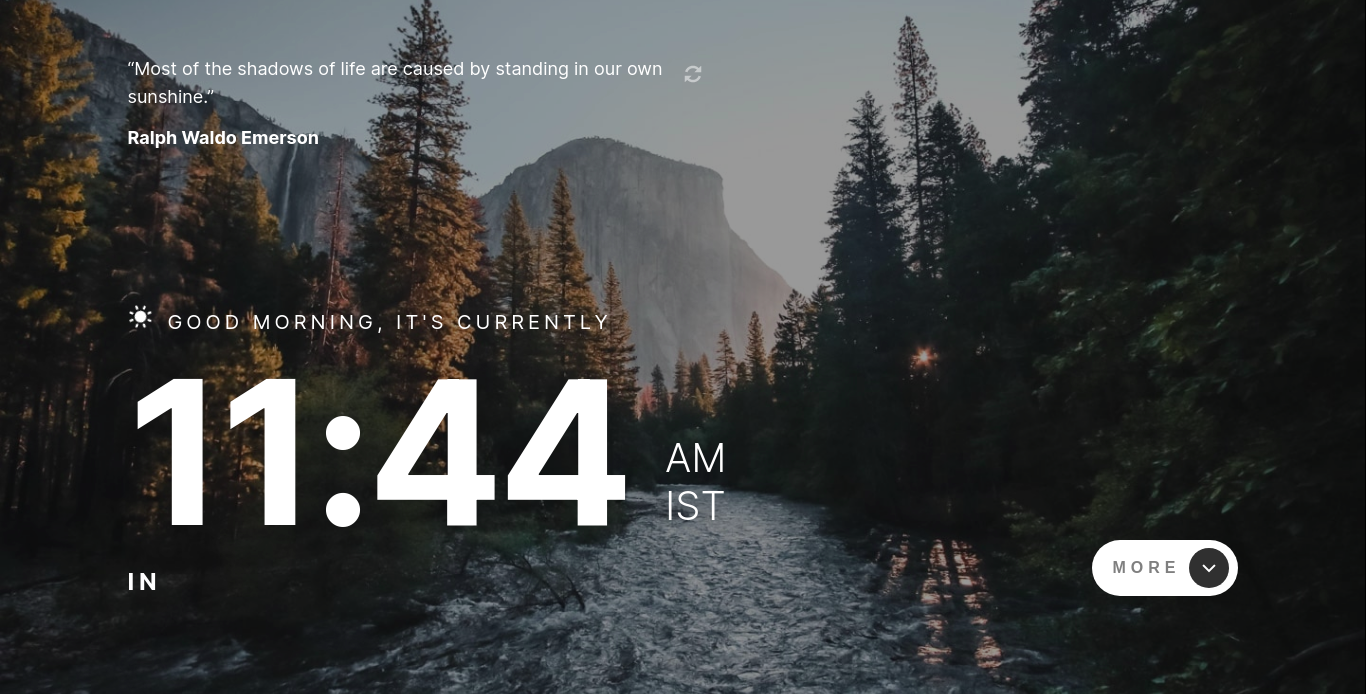 “Most of the shadows of life are caused by standing in our own
sunshine.”
Ralph Waldo Emerson
GOOD MORNING, IT'S CURRENTLY
11:44
AM
IST
IN
MORE